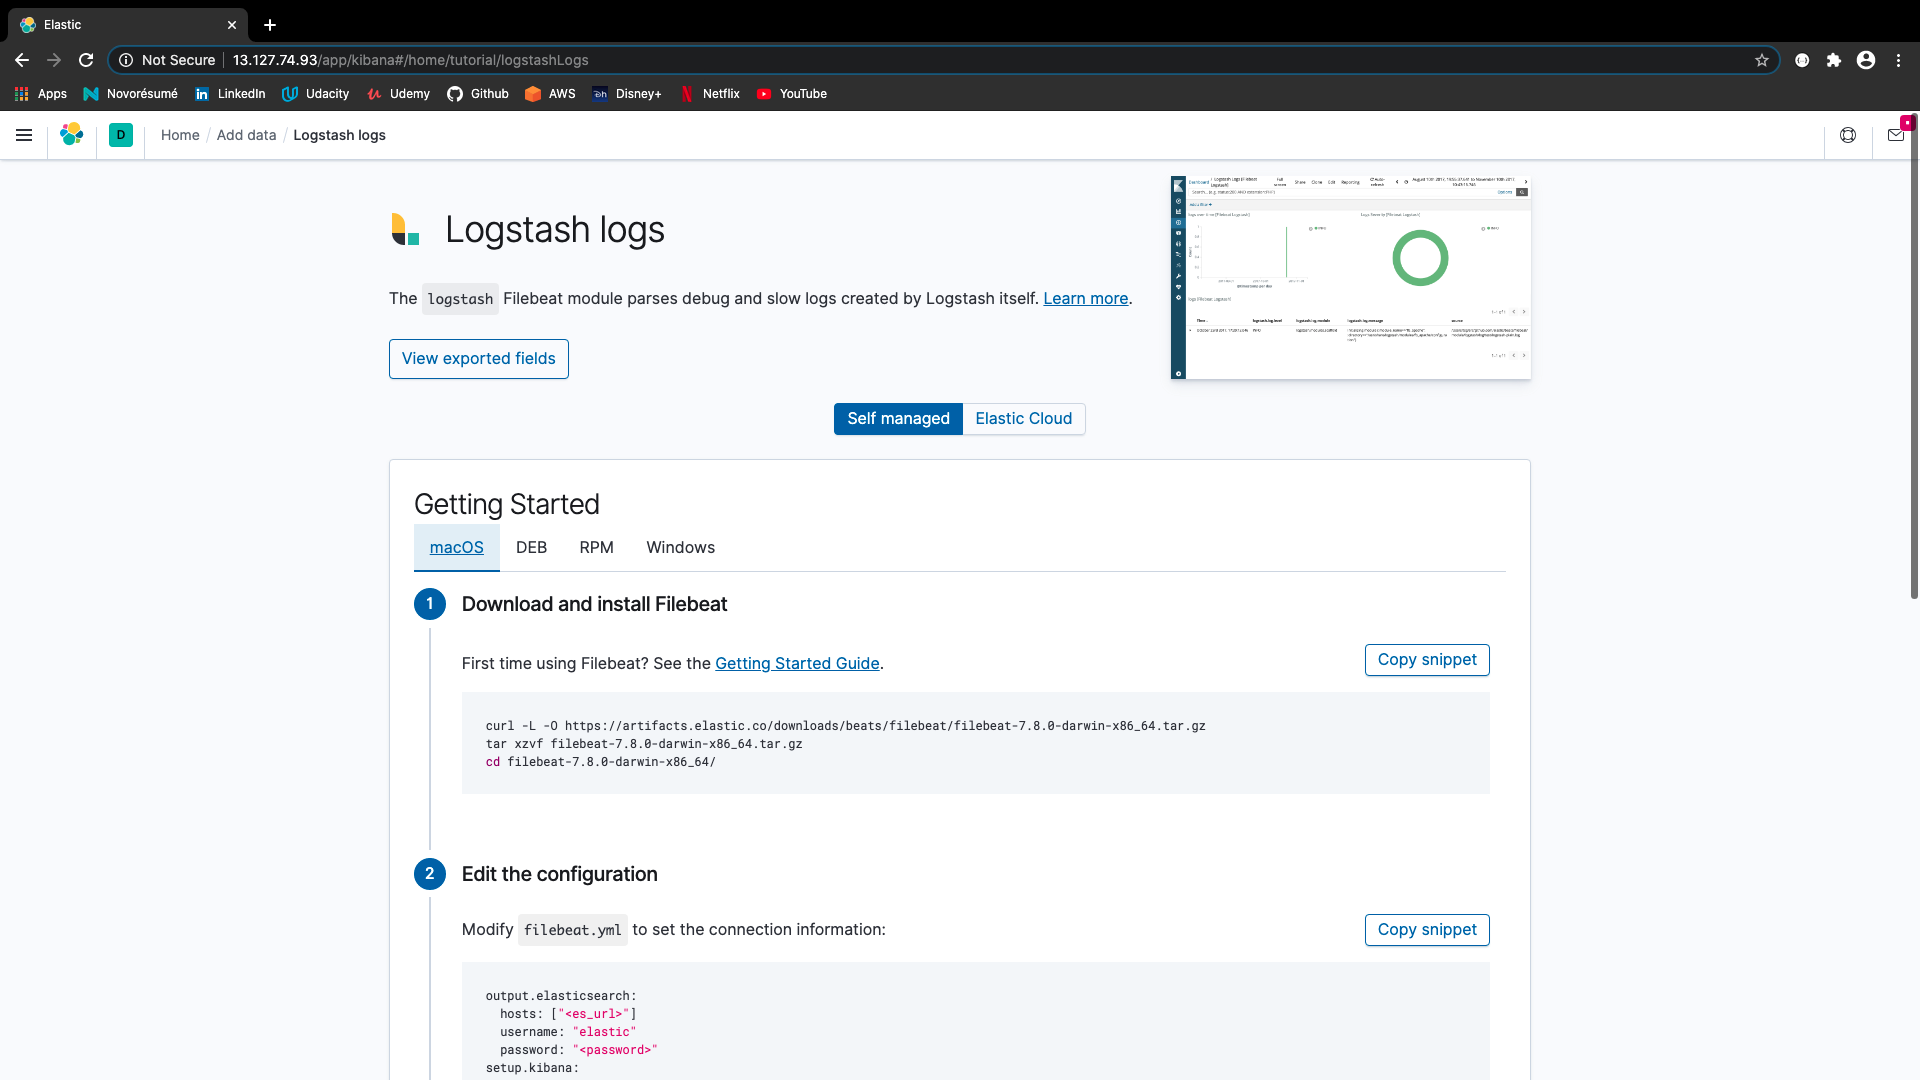 Elastic
Not Secure 13.127.74.93/app/kibana#/home/tutorial/logstashLogs
Apps Novorésumé LinkedIn Udacity Udemy Github AWS Disney+ Netflix YouTube
D Home / Add data / Logstash logs
Logstash logs
The logstash Filebeat module parses debug and slow logs created by Logstash itself. Learn more.
View exported fields
Self managed Elastic Cloud
Getting Started
macOS DEB RPM Windows
1 Download and install Filebeat
First time using Filebeat? See the Getting Started Guide.
Copy snippet
curl -L -O https://artifacts.elastic.co/downloads/beats/filebeat/filebeat-7.8.0-darwin-x86_64.tar.gz
tar xzvf filebeat-7.8.0-darwin-x86_64.tar.gz
cd filebeat-7.8.0-darwin-x86_64/
2 Edit the configuration
Modify filebeat.yml to set the connection information:
Copy snippet
output.elasticsearch:
hosts: ["<es_url>"]
username: "elastic"
password: "<password>"
setup.kibana: